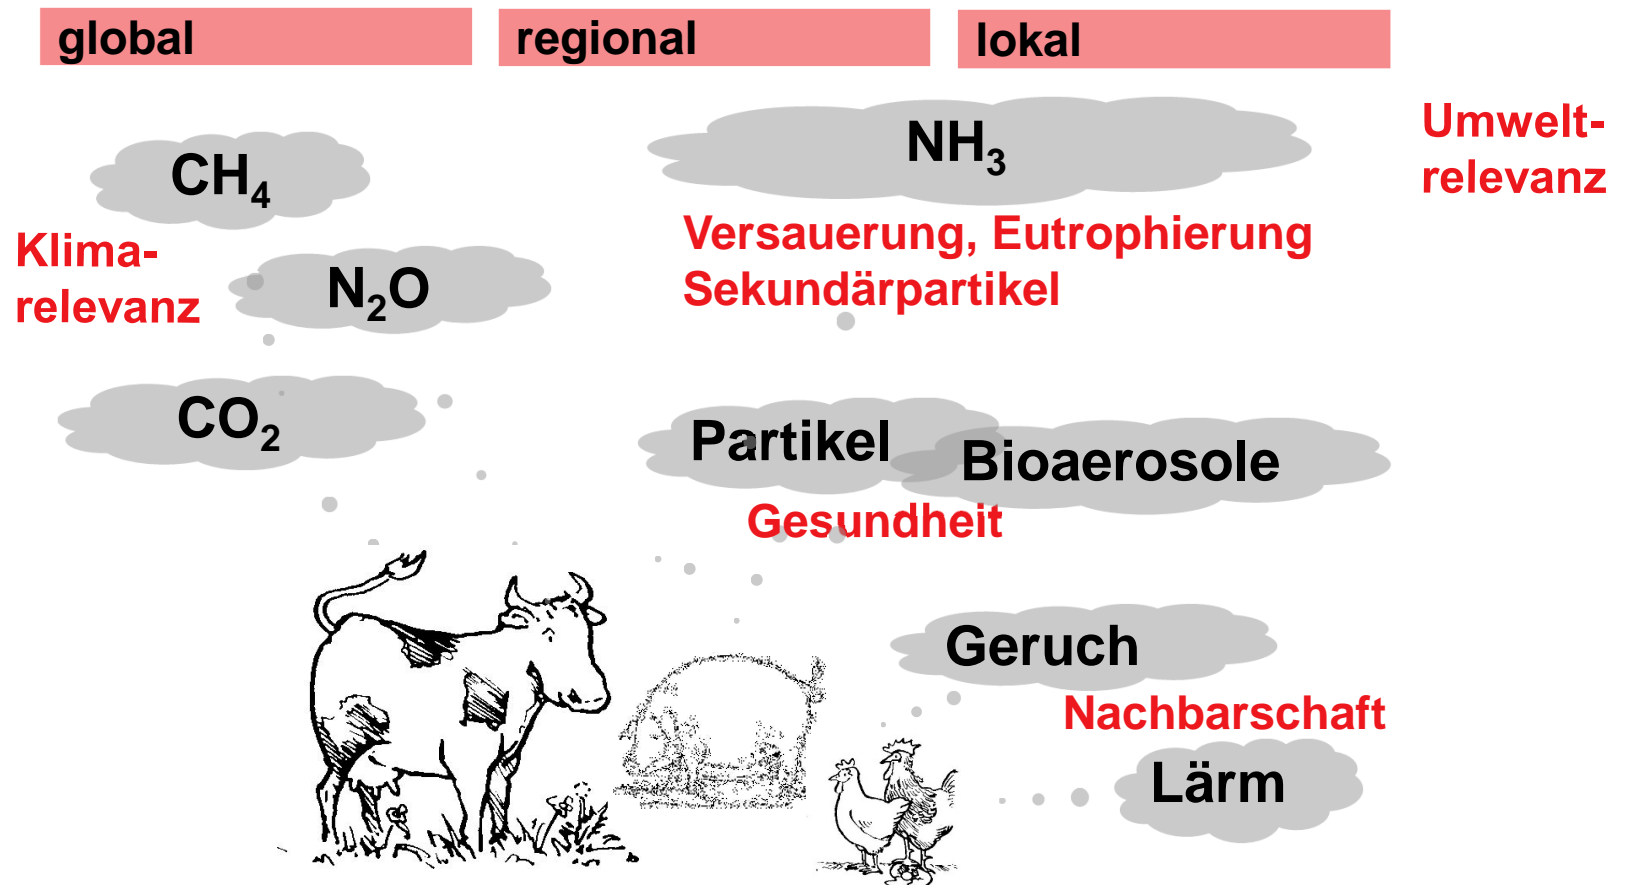 global
regional
lokal
NH₃
Umwelt-
relevanz
CH₄
Versauerung, Eutrophierung
Sekundärpartikel
Klima-
relevanz
N₂O
CO₂
Partikel
Bioaerosole
Gesundheit
Geruch
Nachbarschaft
Lärm